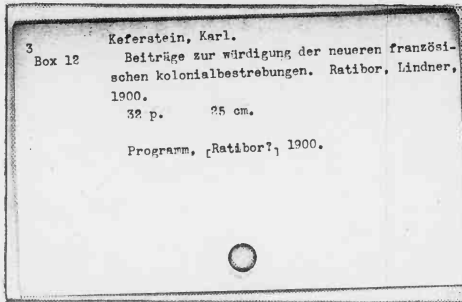 3
Box 12
Keferstein, Karl.
Beiträge zur würdigung der neueren französi-
schen kolonialbestrebungen. Ratibor, Lindner,
1900.
32 p. 25 cm.
Programm, [Ratibor?] 1900.